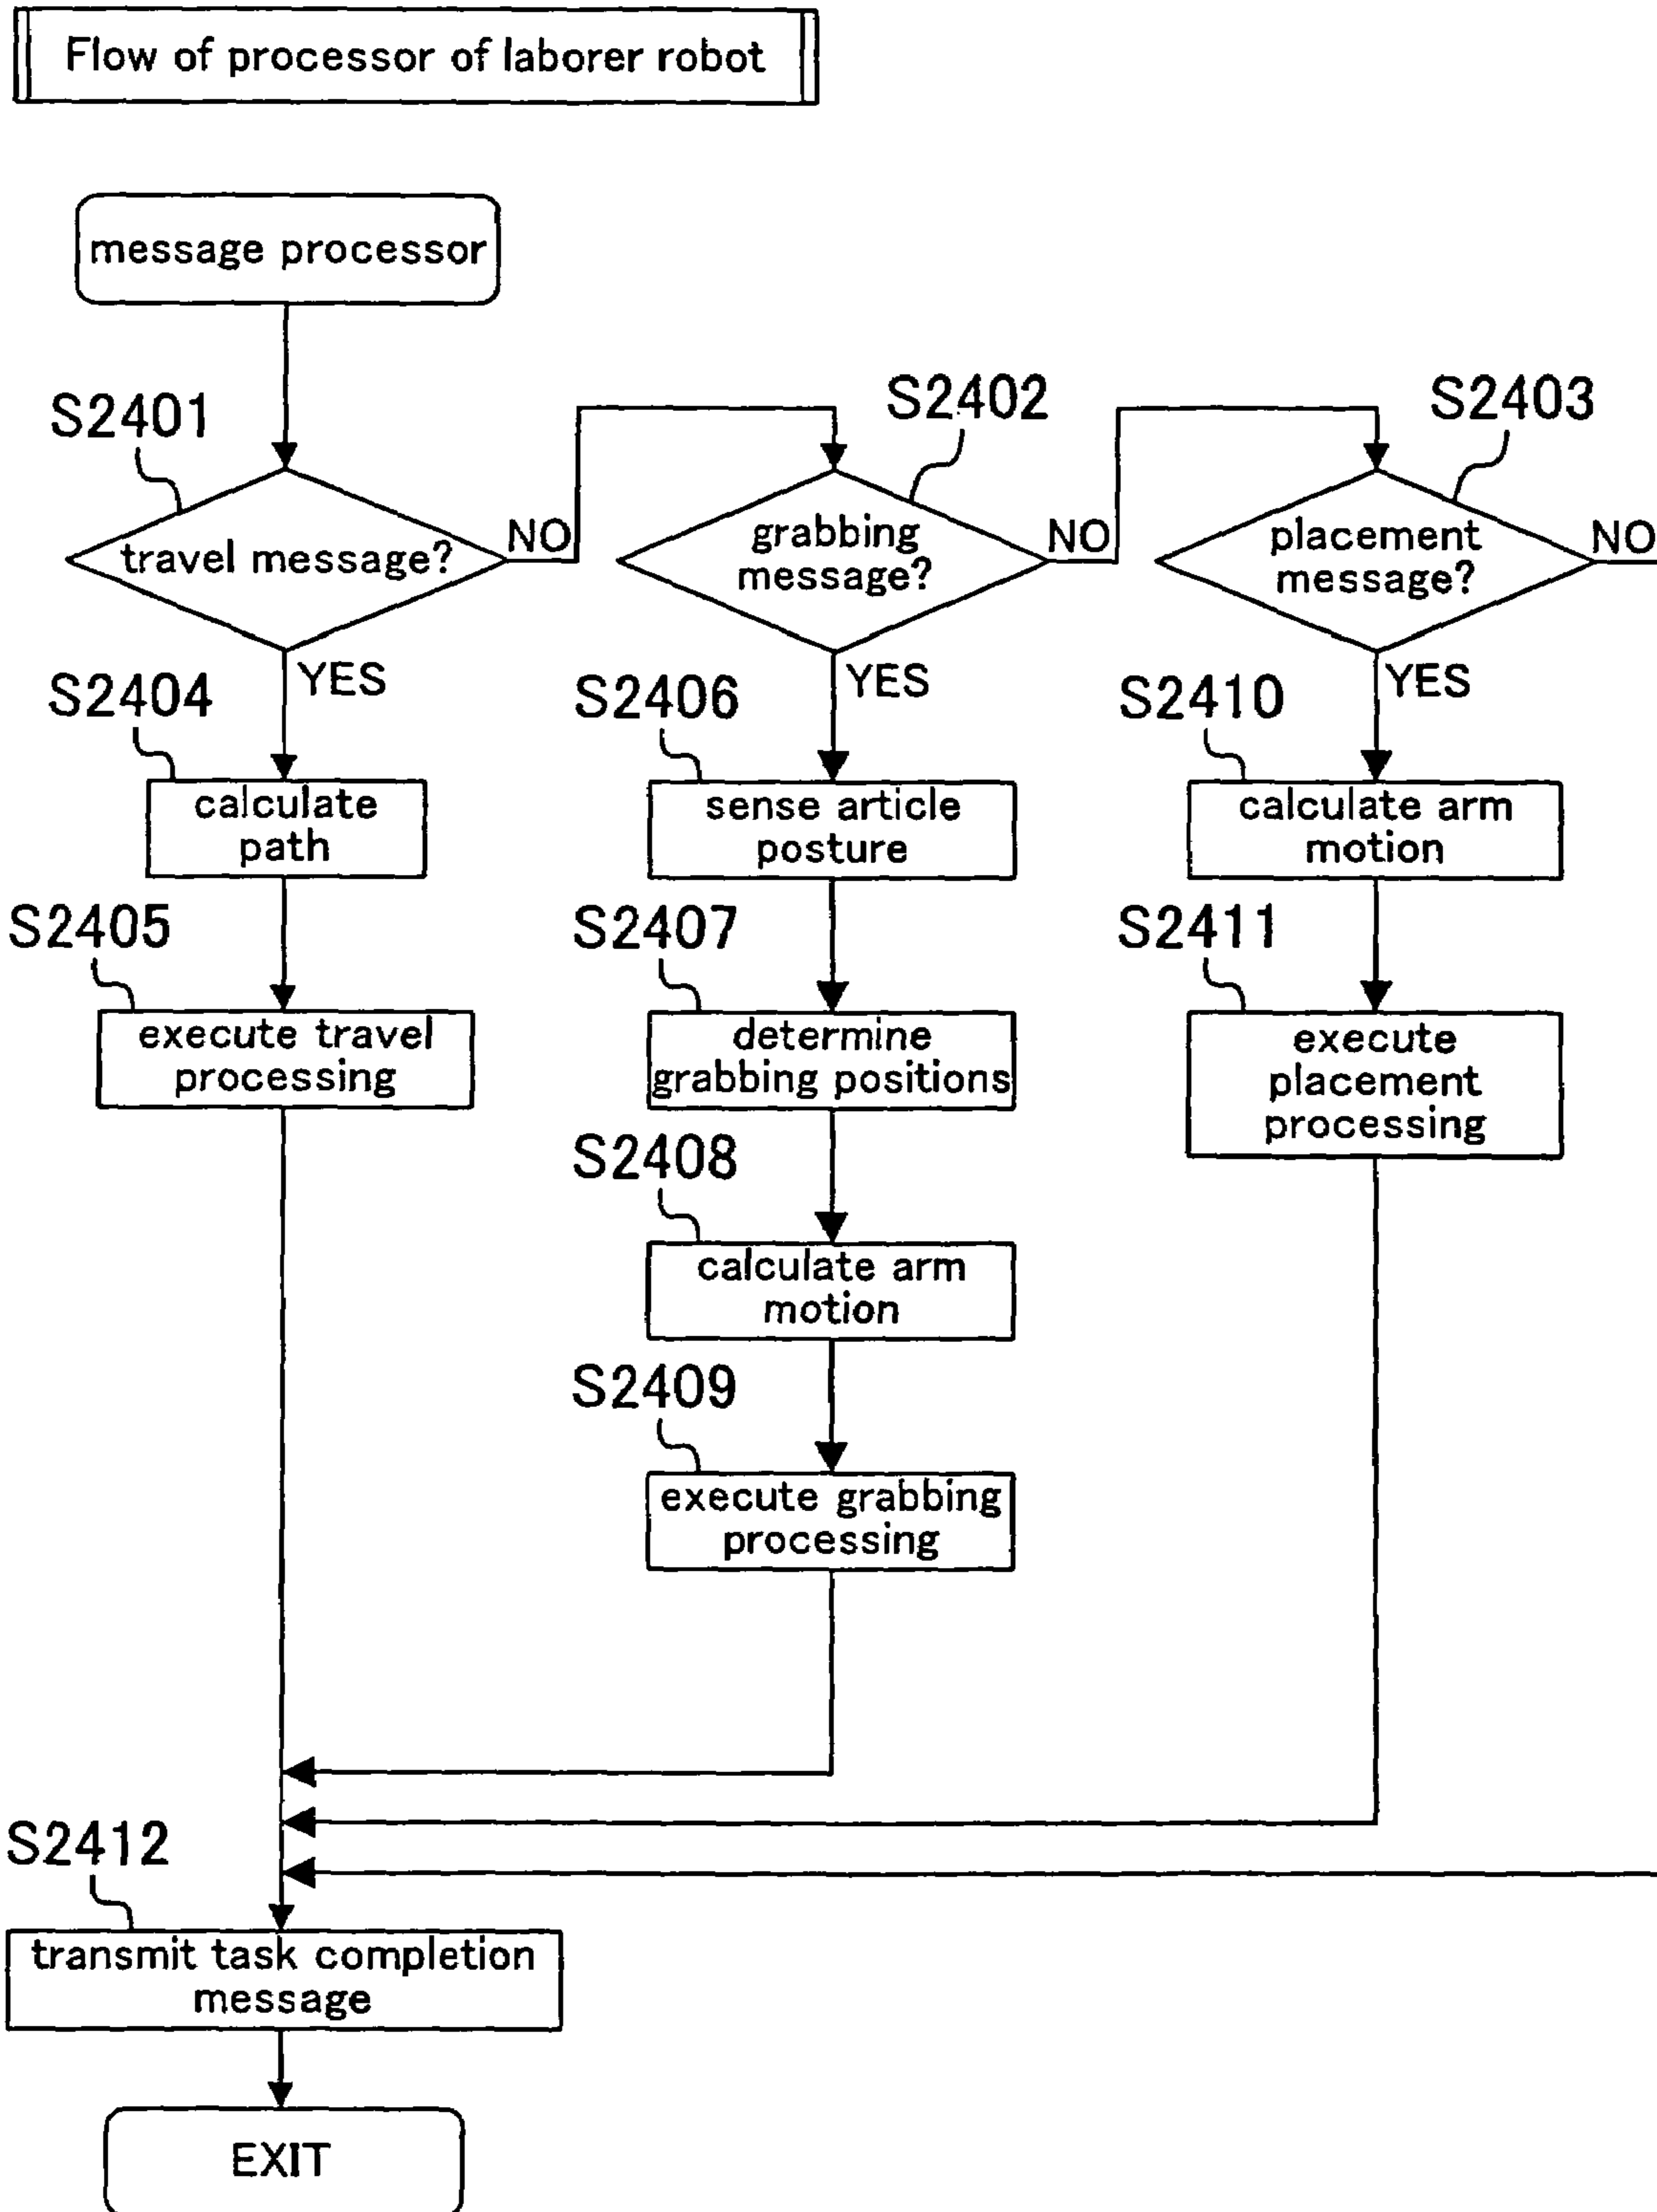 Flow of processor of laborer robot
message processor
S2401
S2402
S2403
travel message?
NO
grabbing
message?
NO
placement
message?
NO
YES
YES
YES
S2404
S2406
S2410
calculate
path
sense article
posture
calculate arm
motion
S2405
S2407
S2411
execute travel
processing
determine
grabbing positions
execute
placement
processing
S2408
calculate arm
motion
S2409
execute grabbing
processing
S2412
transmit task completion
message
EXIT